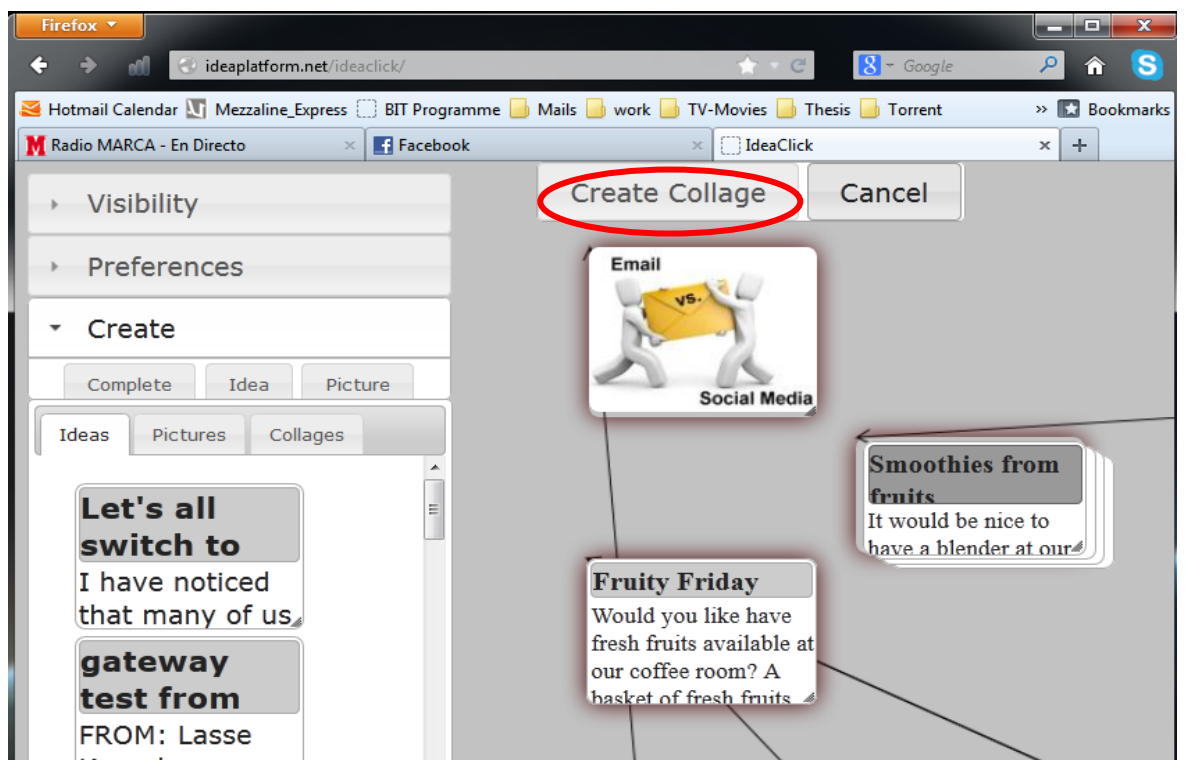 Firefox
ideaplatform.net/ideaclick/
Google
Hotmail Calendar Mezzaline_Express BIT Programme Mails work TV-Movies Thesis Torrent » Bookmarks
Radio MARCA - En Directo Facebook IdeaClick
Visibility
Preferences
Create
Complete Idea Picture
Ideas Pictures Collages
Let's all
switch to
I have noticed
that many of us
gateway
test from
FROM: Lasse
Create Collage Cancel
Email
vs.
Social Media
Smoothies from
fruits
It would be nice to
have a blender at our
Fruity Friday
Would you like have
fresh fruits available at
our coffee room? A
basket of fresh fruits